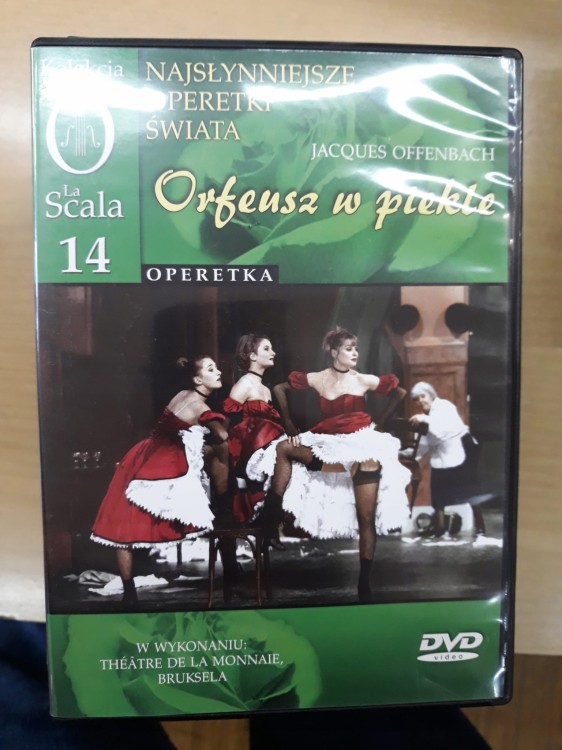 Kolekcja
La
Scala
14
NAJSŁYNNIEJSZE
OPERETKI
ŚWIATA
JACQUES OFFENBACH
Orfeusz w piekle
OPERETKA
W WYKONANIU:
THÉÂTRE DE LA MONNAIE,
BRUKSELA
DVD
video